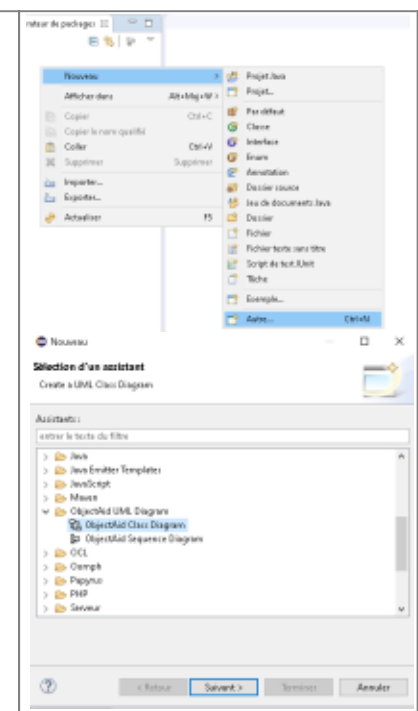 rateur de packages
Nouveau >
Afficher dans Alt+Maj+W >
Copier Ctrl+C
Copier le nom qualifié
Coller Ctrl+V
Supprimer Supprimer
Importer...
Exporter...
Actualiser F5
Projet Java
Projet...
Par défaut
Classe
Interface
Enum
Annotation
Dossier source
Jeu de documents Java
Dossier
Fichier
Fichier texte sans titre
Script de test JUnit
Tâche
Exemple...
Autre... Ctrl+N
Nouveau
Sélection d'un assistant
Create a UML Class Diagram
Assistants :
entrer le texte du filtre
Java
Java Emitter Templates
JavaScript
Maven
ObjectAid UML Diagram
ObjectAid Class Diagram
ObjectAid Sequence Diagram
OCL
Oomph
Papyrus
PHP
Serveur
< Retour Suivant > Terminer Annuler